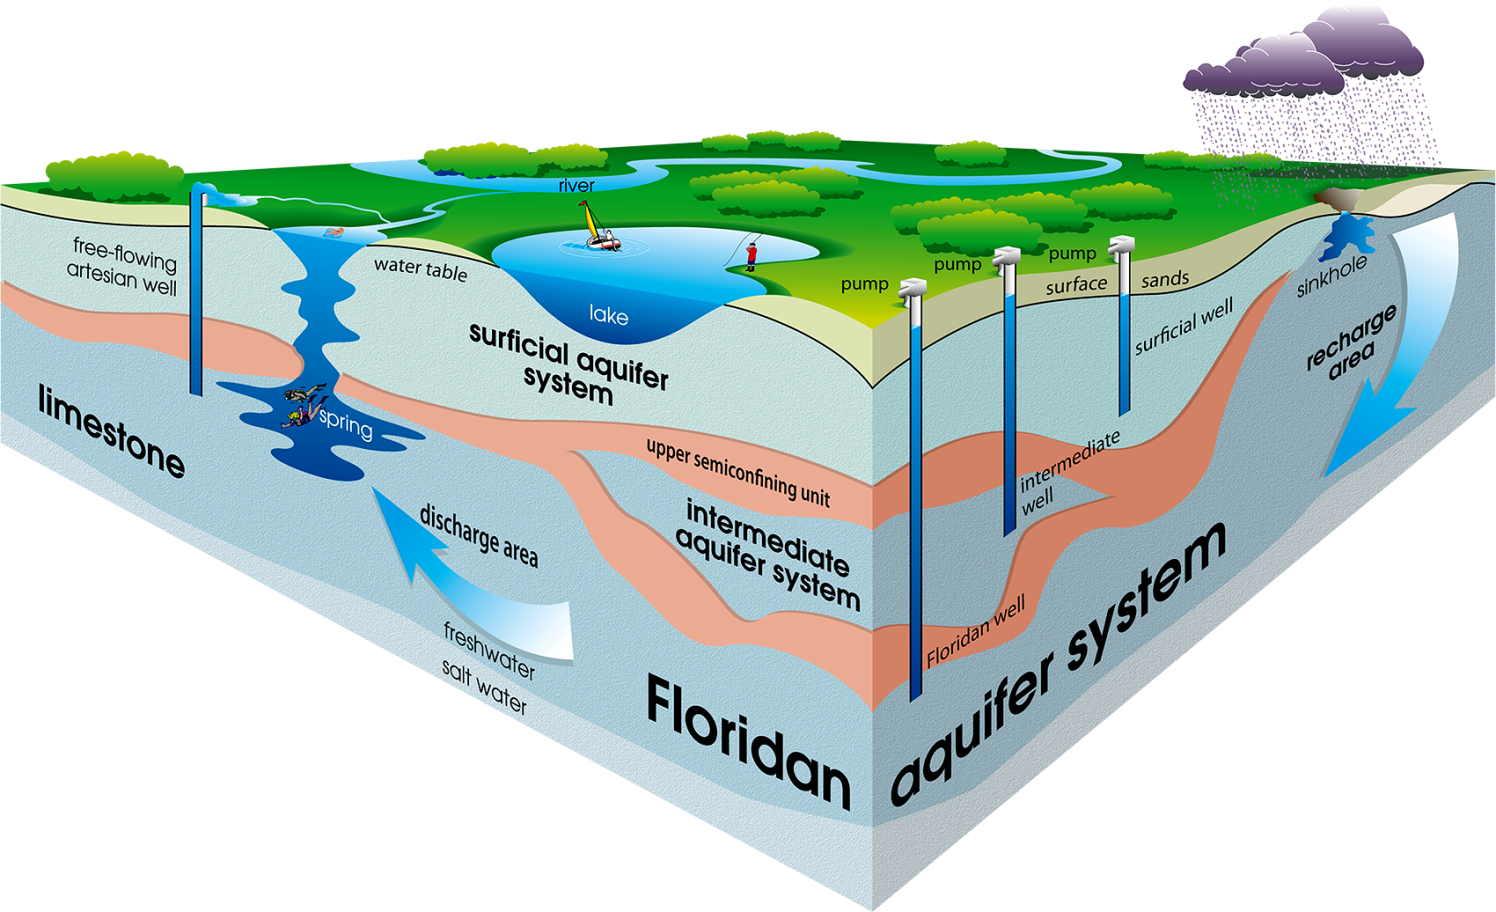 river
free-flowing
artesian well
water table
lake
surficial aquifer
system
pump
pump
pump
surface sands
surficial well
sinkhole
recharge
area
limestone
spring
upper semiconfining unit
intermediate
well
intermediate
aquifer system
discharge area
freshwater
salt water
Floridan well
Floridan aquifer system